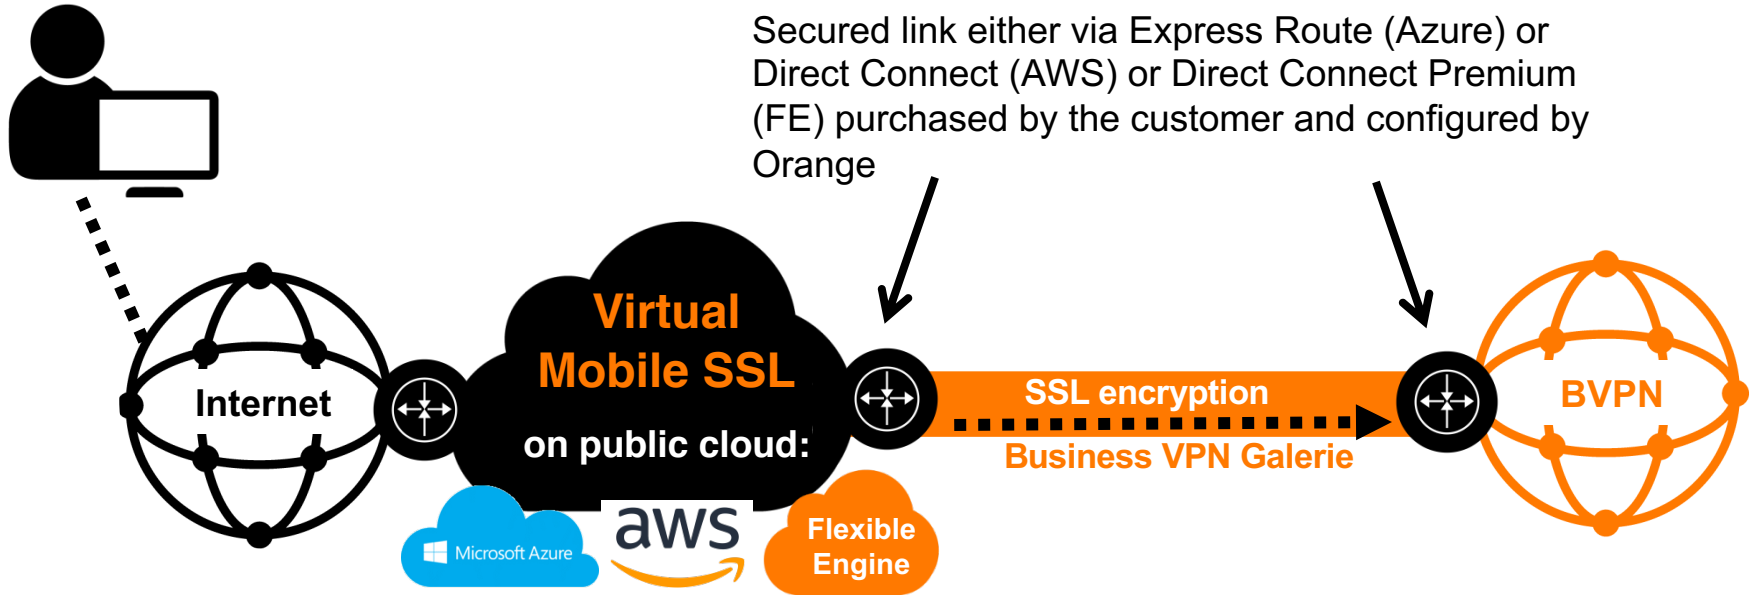 Secured link either via Express Route (Azure) or
Direct Connect (AWS) or Direct Connect Premium
(FE) purchased by the customer and configured by
Orange
Internet
Virtual
Mobile SSL
on public cloud:
Microsoft Azure
aws
Flexible
Engine
SSL encryption
Business VPN Galerie
BVPN